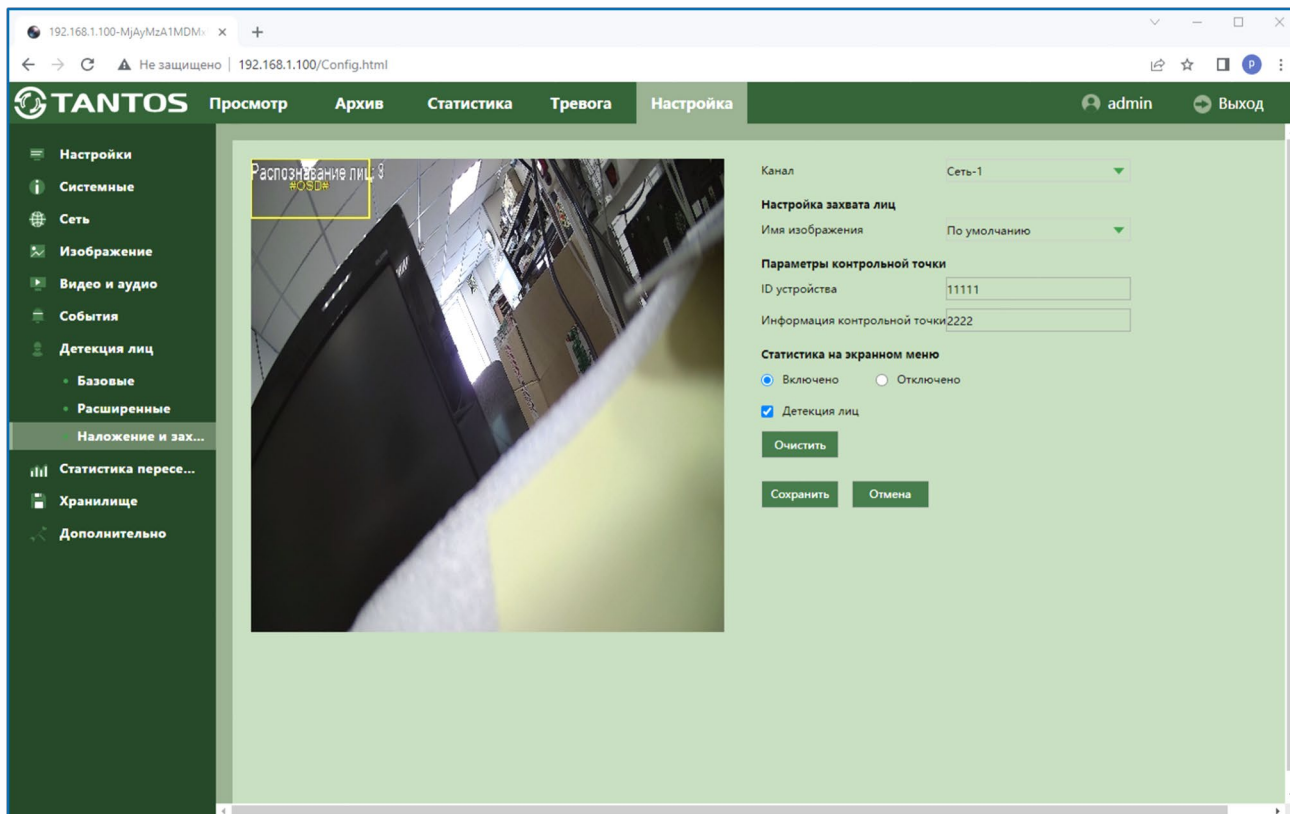 192.168.1.100-MjAyMzA1MDMx
Не защищено 192.168.1.100/Config.html P
TANTOS Просмотр Архив Статистика Тревога Настройка admin Выход
Настройки
Системные
Сеть
Изображение
Видео и аудио
События
Детекция лиц
Базовые
Расширенные
Наложение и зах...
Статистика пересе...
Хранилище
Дополнительно
Распознавание лиц: 8
#OSD#
Канал Сеть-1
Настройка захвата лиц
Имя изображения По умолчанию
Параметры контрольной точки
ID устройства 11111
Информация контрольной точки 2222
Статистика на экранном меню
Включено Отключено
Детекция лиц
Очистить
Сохранить Отмена